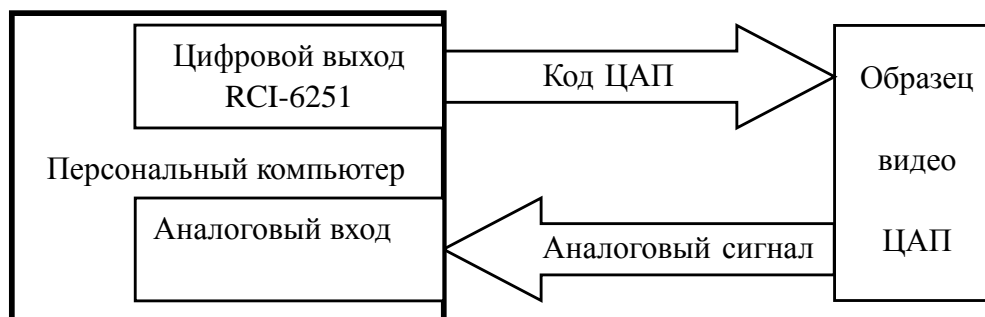 Цифровой выход
RCI-6251
Код ЦАП
Образец
видео
ЦАП
Персональный компьютер
Аналоговый вход
Аналоговый сигнал